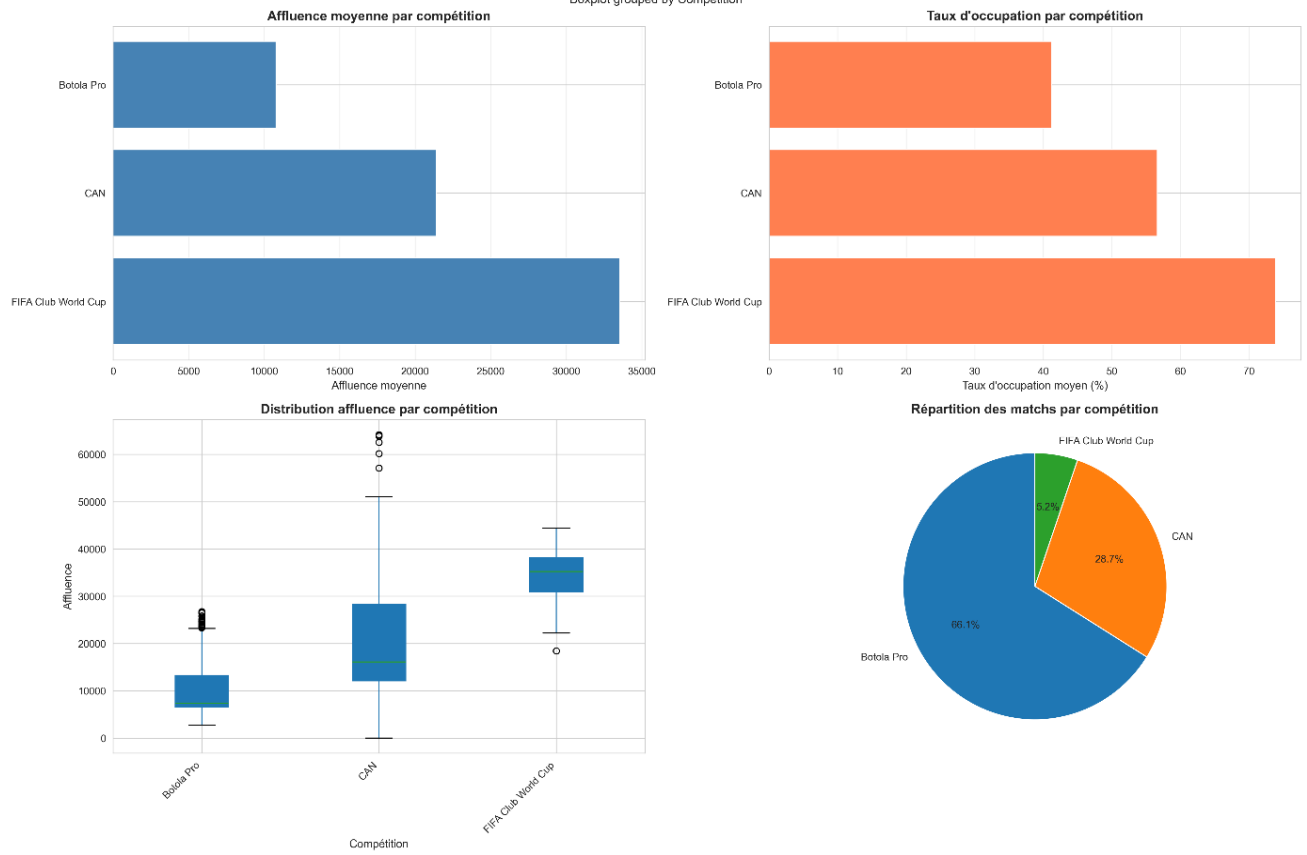 Boxplot grouped by Compétition
Affluence moyenne par compétition
Botola Pro
CAN
FIFA Club World Cup
0 5000 10000 15000 20000 25000 30000 35000
Affluence moyenne
Taux d'occupation par compétition
Botola Pro
CAN
FIFA Club World Cup
0 10 20 30 40 50 60 70
Taux d'occupation moyen (%)
Distribution affluence par compétition
Affluence
60000
50000
40000
30000
20000
10000
0
Botola Pro
CAN
FIFA Club World Cup
Compétition
Répartition des matchs par compétition
FIFA Club World Cup
5.2%
CAN
28.7%
66.1%
Botola Pro